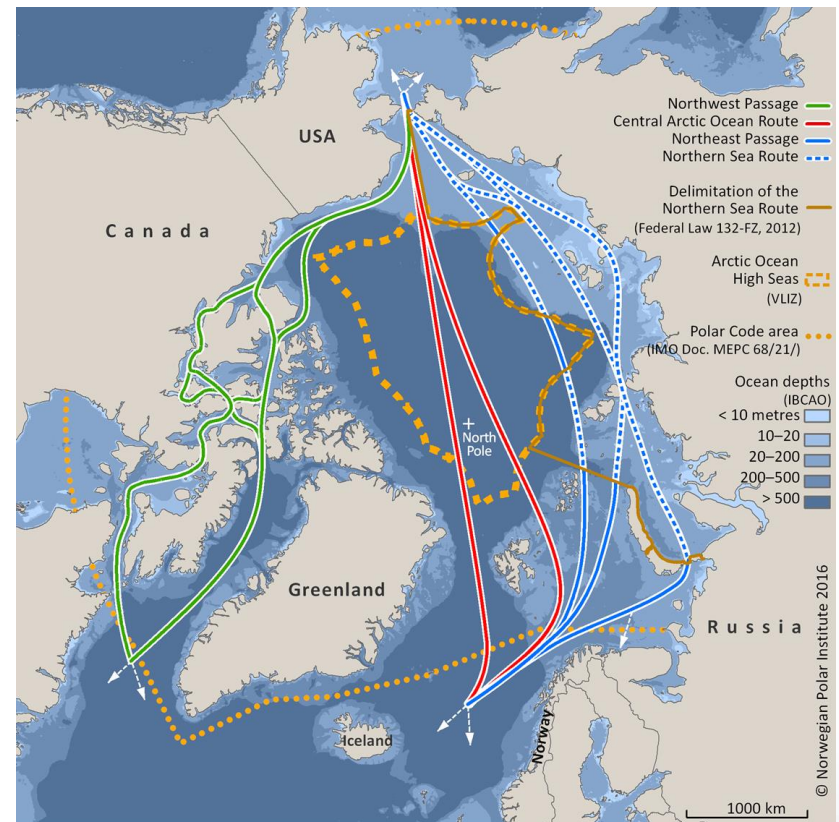 Northwest Passage
Central Arctic Ocean Route
Northeast Passage
Northern Sea Route
Delimitation of the
Northern Sea Route
(Federal Law 132-FZ, 2012)
Arctic Ocean
High Seas
(VLIZ)
Polar Code area
(IMO Doc. MEPC 68/21/)
Ocean depths
(IBCAO)
< 10 metres
10–20
20–200
200–500
> 500
USA
Canada
North
Pole
Greenland
Russia
Iceland
Norway
1000 km
© Norwegian Polar Institute 2016